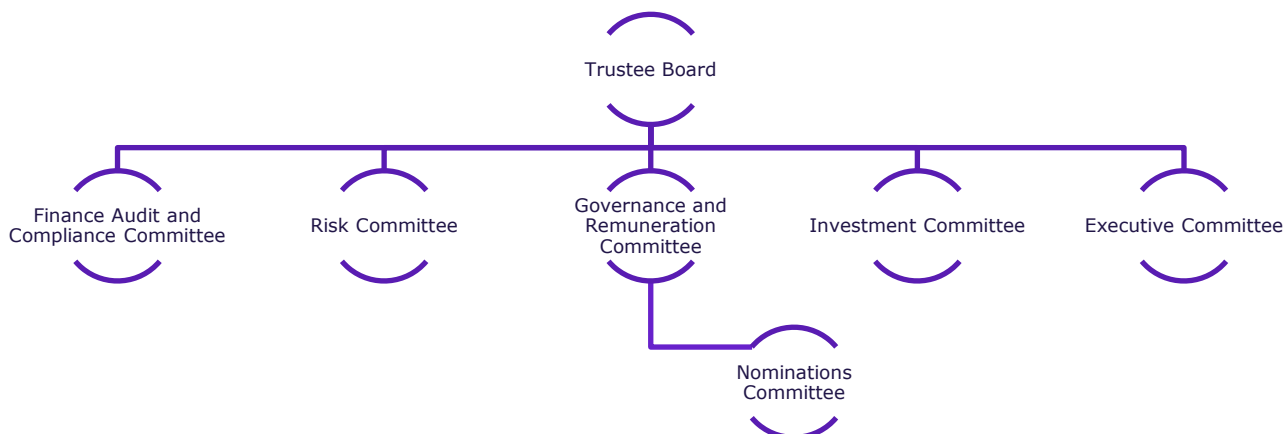 Trustee Board
Finance Audit and
Compliance Committee
Risk Committee
Governance and
Remuneration
Committee
Investment Committee
Executive Committee
Nominations
Committee